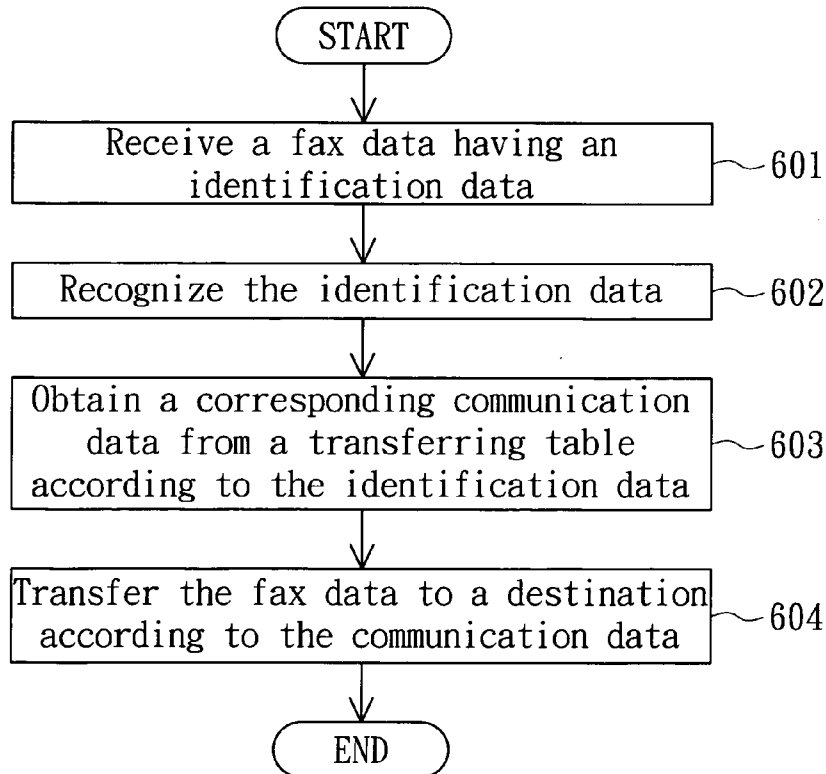 START
Receive a fax data having an
identification data
601
Recognize the identification data
602
Obtain a corresponding communication
data from a transferring table
according to the identification data
603
Transfer the fax data to a destination
according to the communication data
604
END